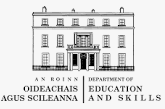 AN ROINN
OIDEACHAIS
AGUS SCILEANNA
DEPARTMENT OF
EDUCATION
AND SKILLS